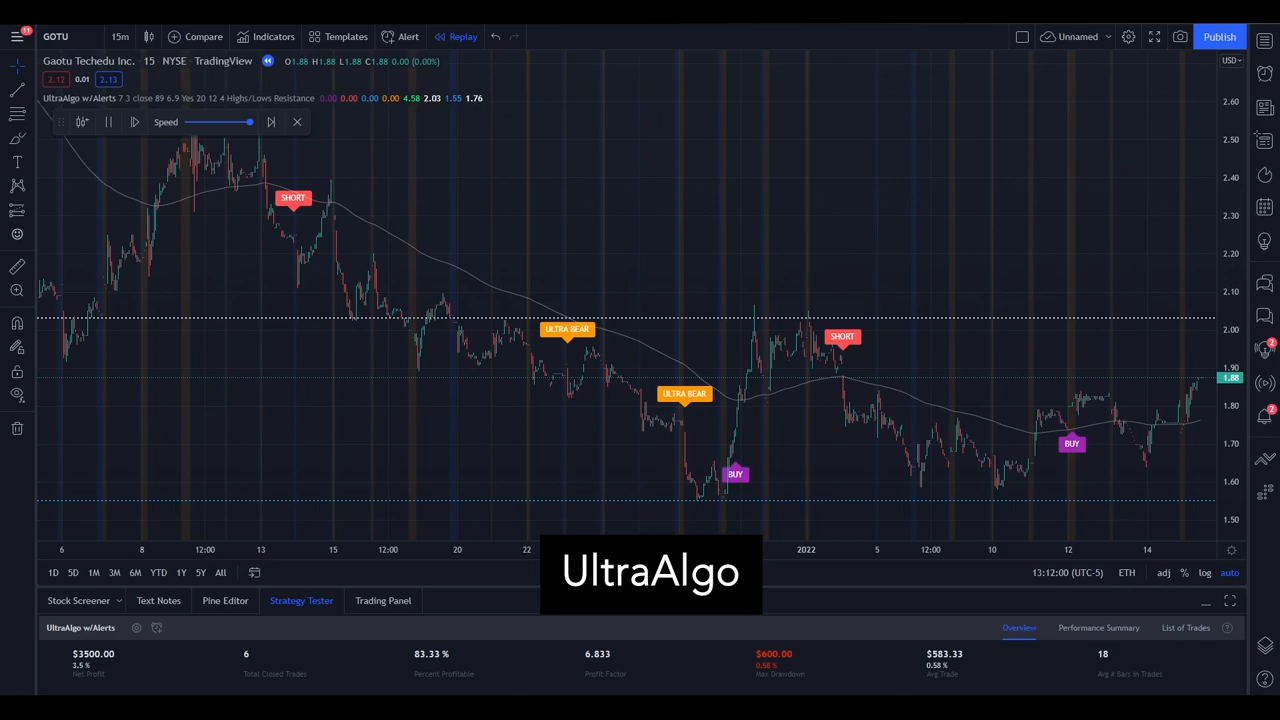 11
GOTU 15m Compare Indicators Templates Alert Replay Unnamed Publish
Gaotu Techedu Inc. · 15 · NYSE · TradingView O1.88 H1.88 L1.88 C1.88 0.00 (0.00%)
USD
2.12 0.01 2.13
UltraAlgo w/Alerts 7 3 close 89 6.9 Yes 20 12 4 Highs/Lows Resistance 0.00 0.00 0.00 0.00 4.58 2.03 1.55 1.76
2.60
Speed
2.50
2.40
SHORT
2.30
2.20
2.10
2.00
ULTRA BEAR
SHORT
2
1.90
1.88
ULTRA BEAR
1.80
2
BUY
1.70
BUY
1.60
1.50
6 8 12:00 13 15 12:00 20 22 2022 5 12:00 10 12 14
1D 5D 1M 3M 6M YTD 1Y 5Y All 13:12:00 (UTC-5) ETH adj % log auto
UltraAlgo
Stock Screener Text Notes Pine Editor Strategy Tester Trading Panel
UltraAlgo w/Alerts Overview Performance Summary List of Trades
$3500.00 6 83.33 % 6.833 $600.00 $583.33 18
3.5 % 0.58 % 0.58 %
Net Profit Total Closed Trades Percent Profitable Profit Factor Max Drawdown Avg Trade Avg # Bars in Trades